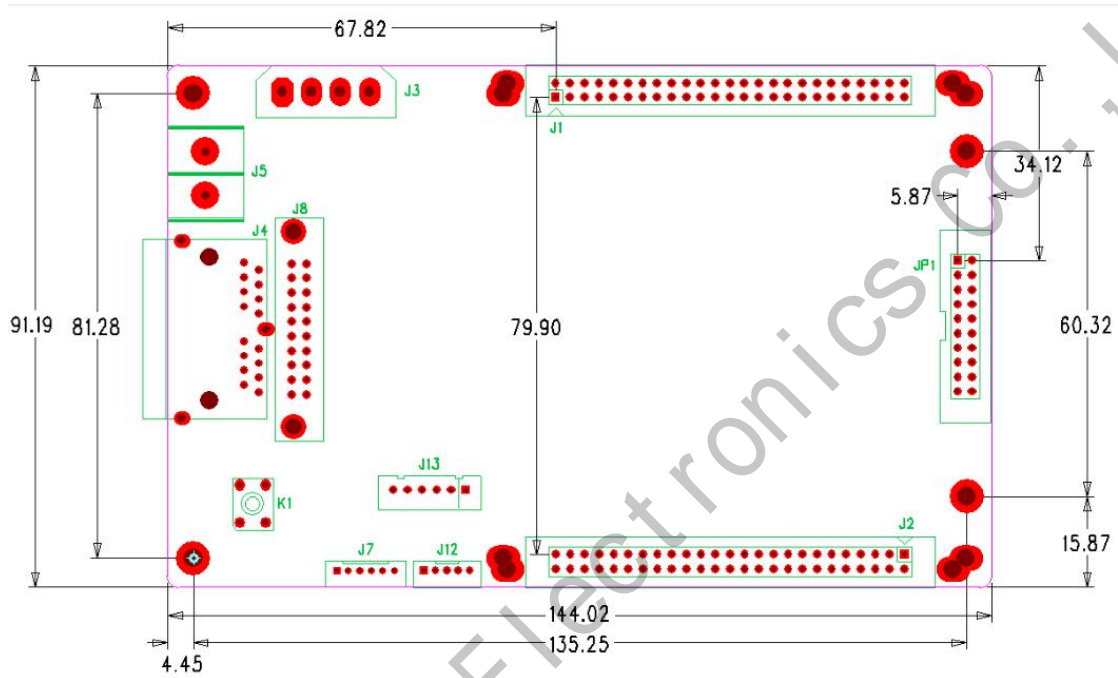 67.82
J3
J1
J5
34.12
5.87
J8
J4
JP1
91.19
81.28
79.90
60.32
J13
K1
J2
15.87
J7
J12
144.02
135.25
4.45
Electronics Co.,